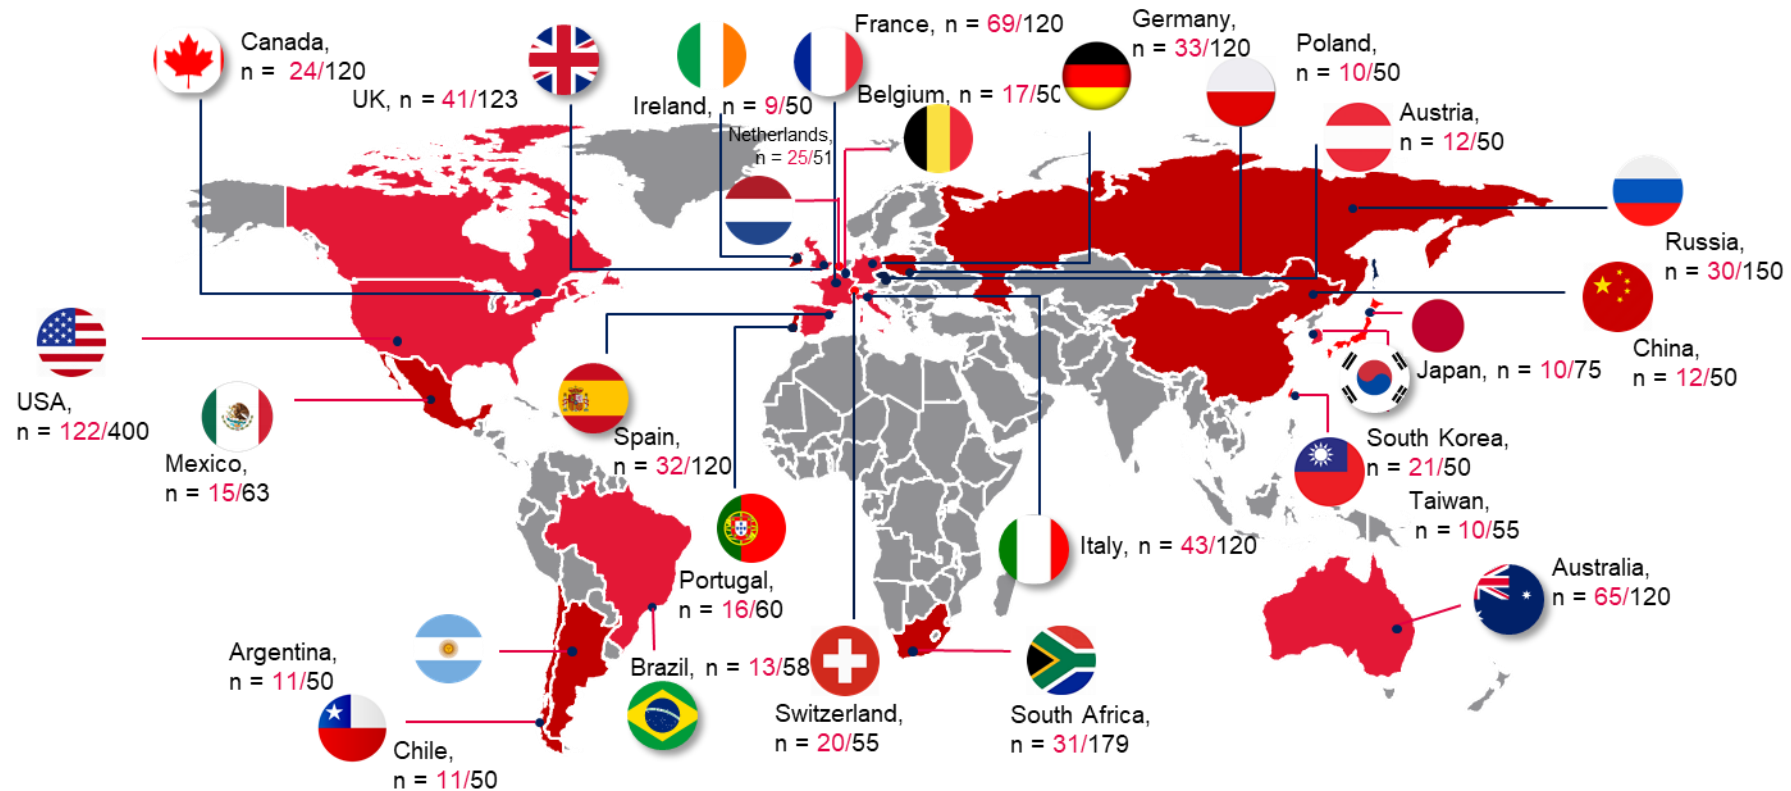 Canada,
n = 24/120
UK, n = 41/123
Ireland, n = 9/50
France, n = 69/120
Belgium, n = 17/50
Germany,
n = 33/120
Poland,
n = 10/50
Austria,
n = 12/50
Netherlands,
n = 25/51
Russia,
n = 30/150
USA,
n = 122/400
Mexico,
n = 15/63
Spain,
n = 32/120
China,
n = 12/50
Japan, n = 10/75
South Korea,
n = 21/50
Taiwan,
n = 10/55
Portugal,
n = 16/60
Italy, n = 43/120
Australia,
n = 65/120
Argentina,
n = 11/50
Brazil, n = 13/58
Chile,
n = 11/50
Switzerland,
n = 20/55
South Africa,
n = 31/179